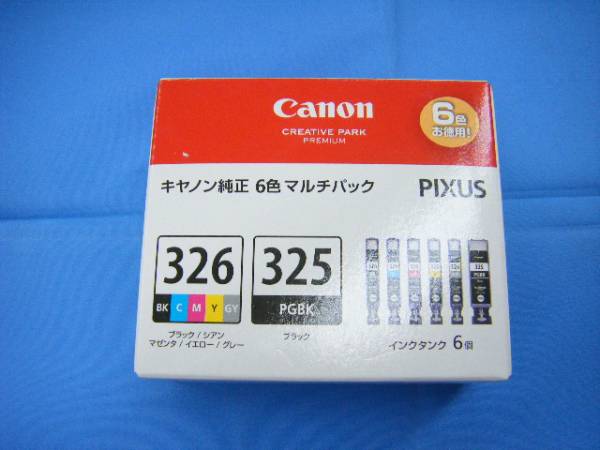 Canon
CREATIVE PARK
PREMIUM
6色
お徳用!
キヤノン純正 6色マルチパック
PIXUS
326
BK C M Y GY
ブラック/シアン
マゼンタ/イエロー/グレー
325
PGBK
ブラック
325
PGBK
インクタンク 6個